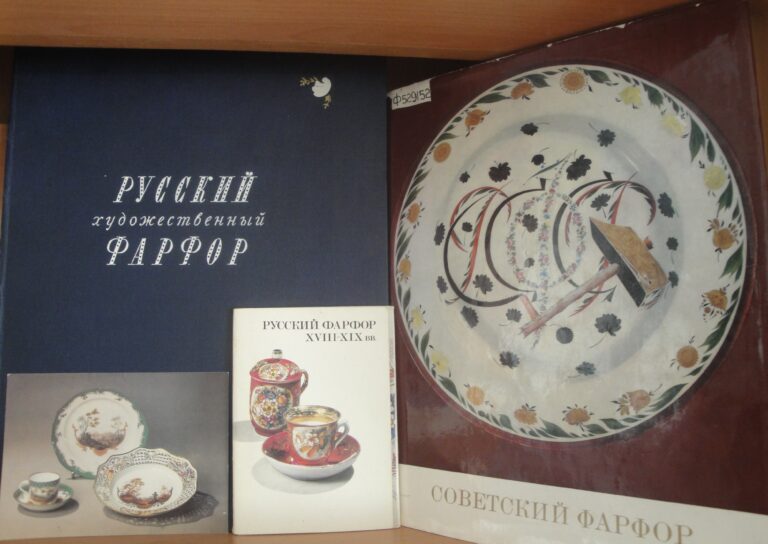 РУССКИЙ
художественный
ФАРФОР
РУССКИЙ ФАРФОР
XVIII-XIX вв.
Ф529152
СОВЕТСКИЙ ФАРФОР